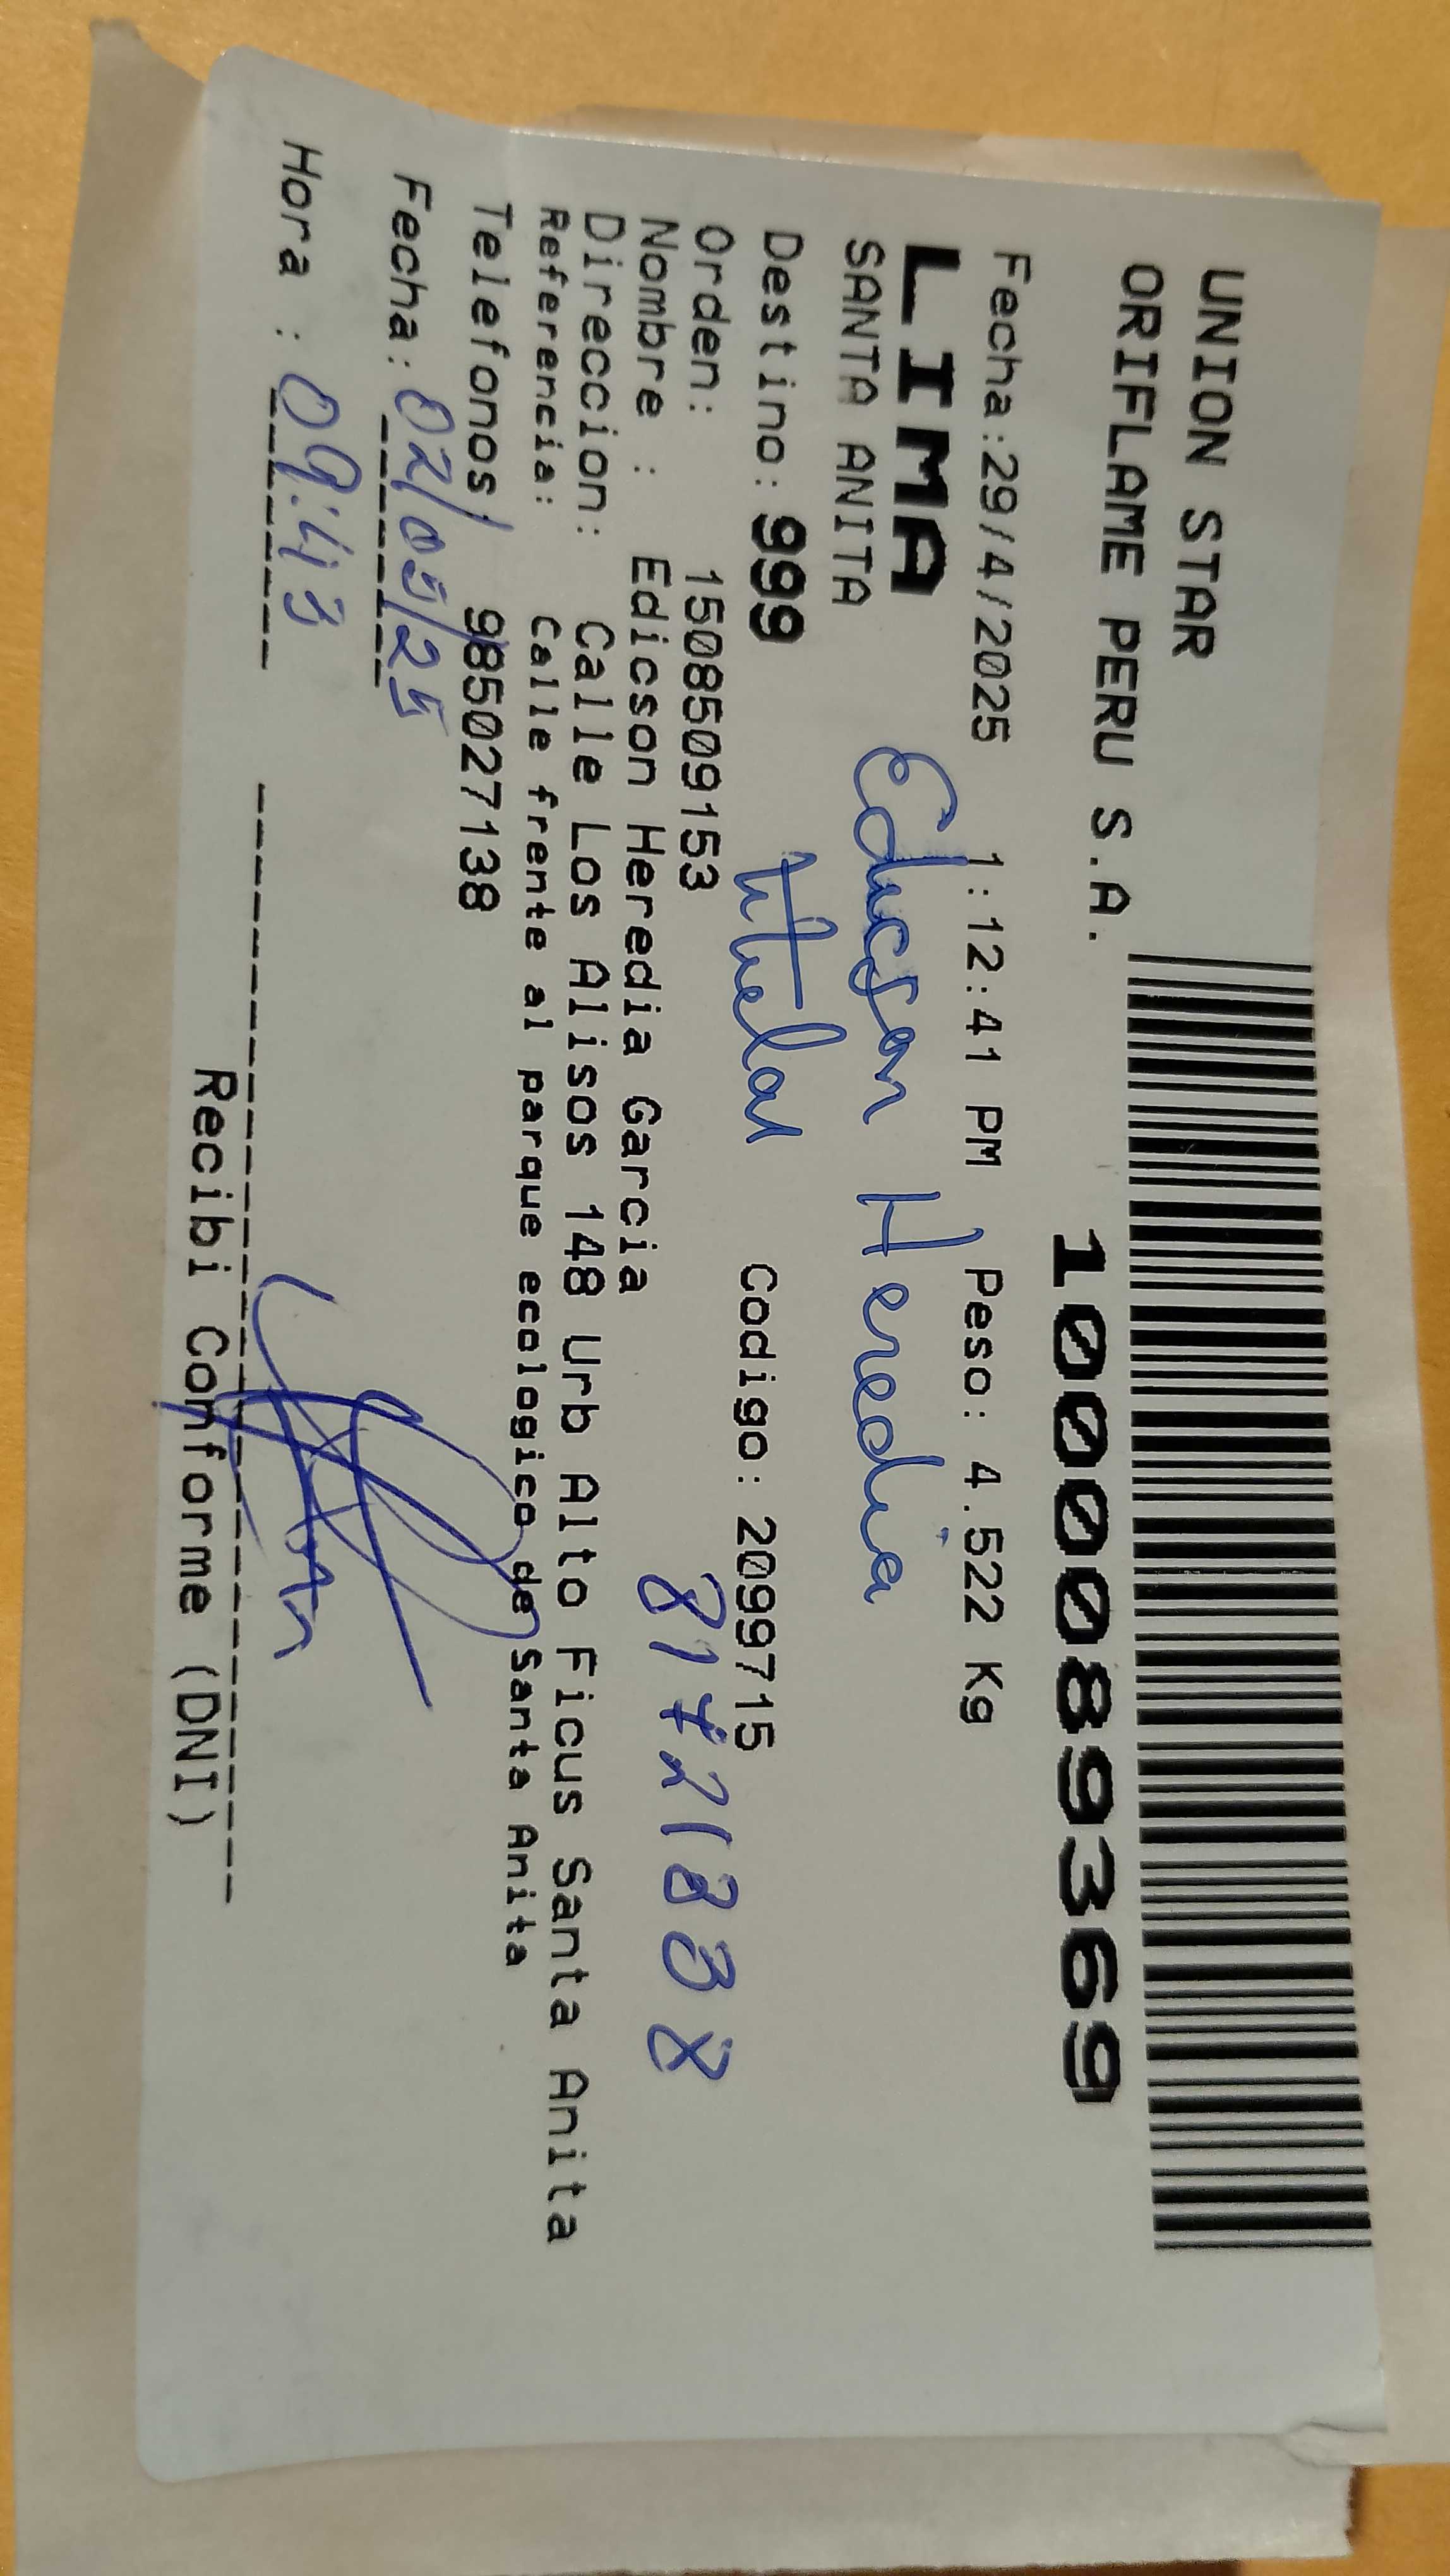 UNION STAR
ORIFLAME PERU S.A.
1000089369
Fecha:29/4/2025 1:12:41 PM Peso: 4.522 Kg
LIMA
SANTA ANITA
Edicson Heredia
Destino: 999
titular
Codigo: 2099715
Orden: 1508509153
Nombre : Edicson Heredia Garcia
Direccion: Calle Los Alisos 148 Urb Alto Ficus Santa Anita
Referencia: Calle frente al parque ecologico de Santa Anita
Telefonos: 985027138
Fecha: 02/05/25
Hora : 09:43
Recibi Conforme (DNI)